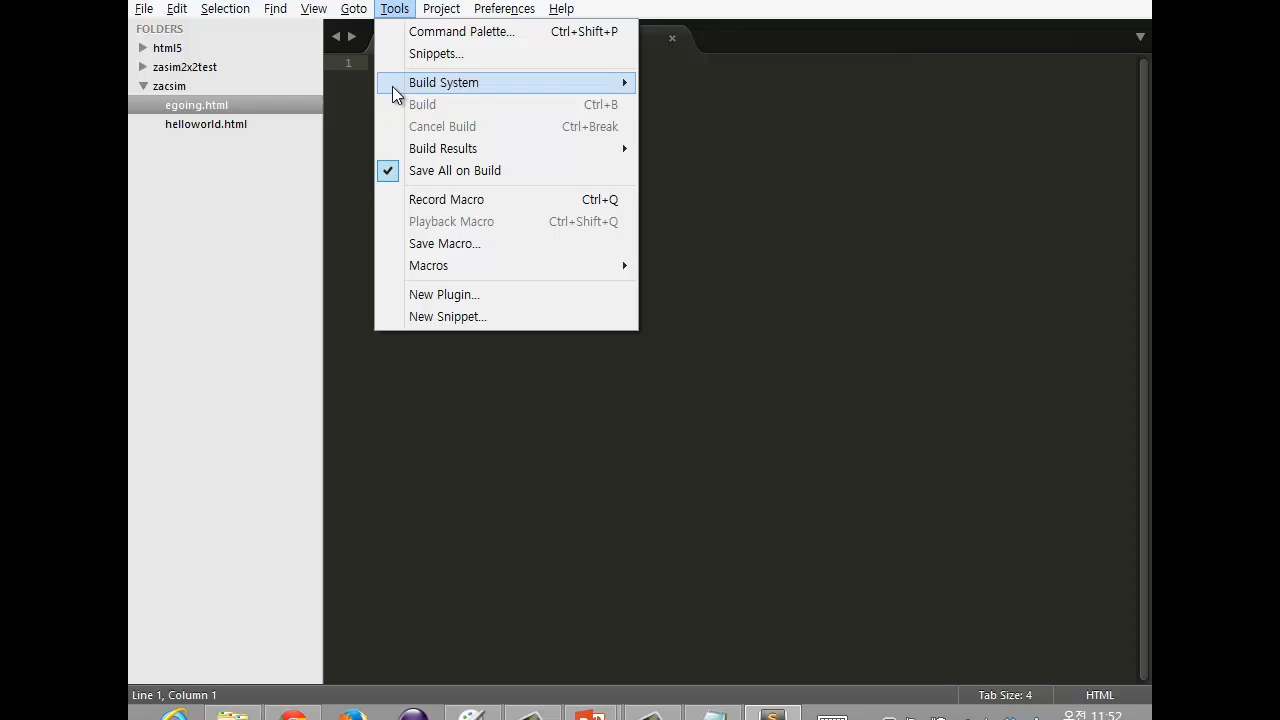 File Edit Selection Find View Goto Tools Project Preferences Help
FOLDERS
html5
zasim2x2test
zacsim
egoing.html
helloworld.html
1
Command Palette... Ctrl+Shift+P
Snippets...
Build System
Build Ctrl+B
Cancel Build Ctrl+Break
Build Results
Save All on Build
Record Macro Ctrl+Q
Playback Macro Ctrl+Shift+Q
Save Macro...
Macros
New Plugin...
New Snippet...
Line 1, Column 1 Tab Size: 4 HTML
오전 11:52